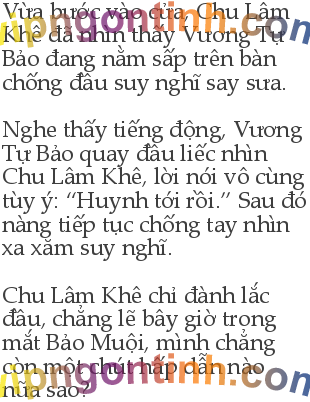 Vừa bước vào cửa, Chu Lâm
Khê đã nhìn thấy Vương Tự
Bảo đang nằm sấp trên bàn
chống đầu suy nghĩ say sưa.
Nghe thấy tiếng động, Vương
Tự Bảo quay đầu liếc nhìn
Chu Lâm Khê, lời nói vô cùng
tùy ý: “Huynh tới rồi.” Sau đó
nàng tiếp tục chống tay nhìn
xa xăm suy nghĩ.
Chu Lâm Khê chỉ đành lắc
đầu, chẳng lẽ bây giờ trong
mắt Bảo Muội, mình chẳng
còn một chút hấp dẫn nào
nữa sao?
vipngontinh.com
vipngontinh.com